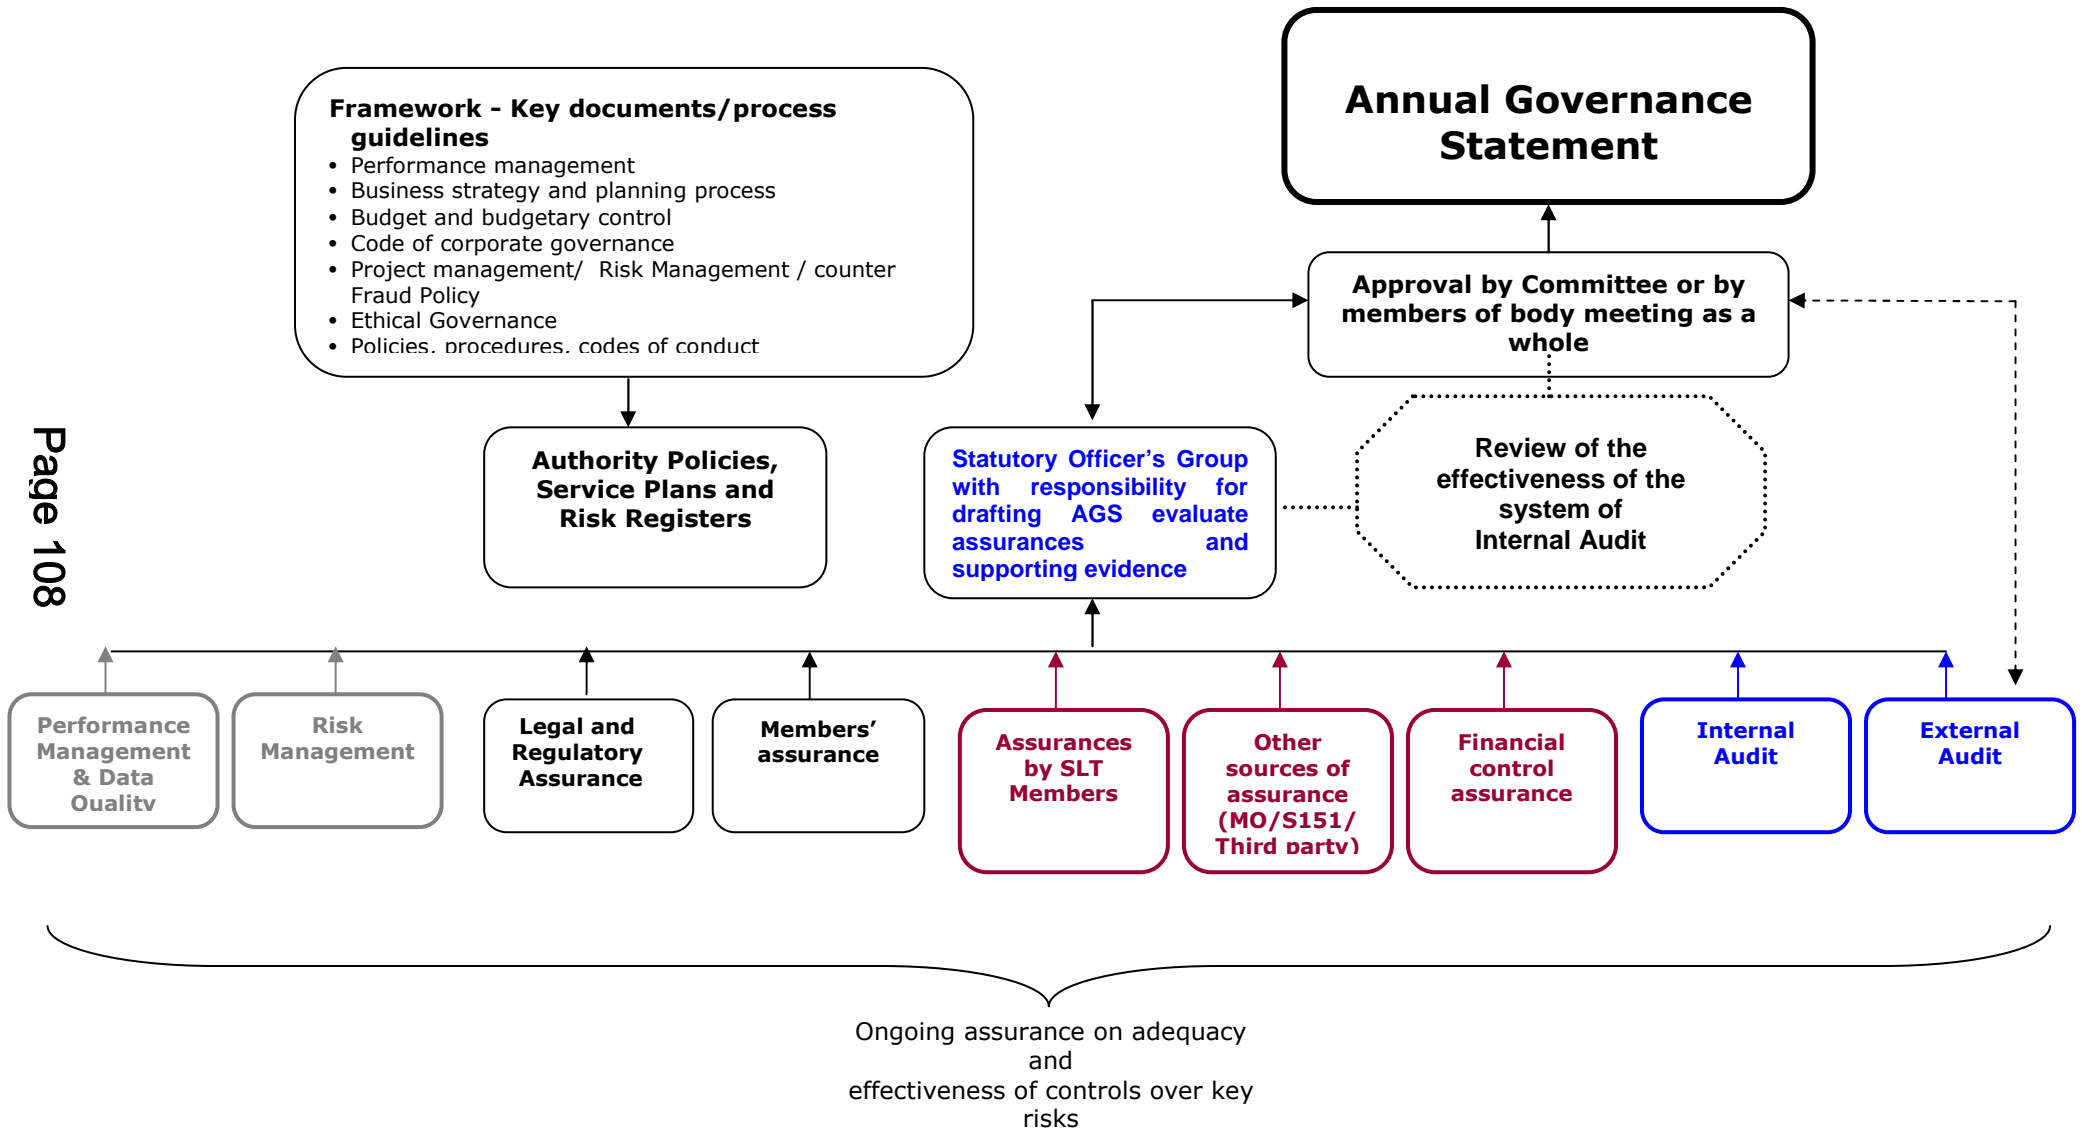 Annual Governance
Statement
Framework - Key documents/process
guidelines
• Performance management
• Business strategy and planning process
• Budget and budgetary control
• Code of corporate governance
• Project management/ Risk Management / counter
Fraud Policy
• Ethical Governance
• Policies, procedures, codes of conduct
Approval by Committee or by
members of body meeting as a
whole
Authority Policies,
Service Plans and
Risk Registers
Statutory Officer’s Group
with responsibility for
drafting AGS evaluate
assurances and
supporting evidence
Review of the
effectiveness of the
system of
Internal Audit
Page 108
Performance
Management
& Data
Quality
Risk
Management
Legal and
Regulatory
Assurance
Members’
assurance
Assurances
by SLT
Members
Other
sources of
assurance
(MO/S151/
Third party)
Financial
control
assurance
Internal
Audit
External
Audit
Ongoing assurance on adequacy
and
effectiveness of controls over key
risks